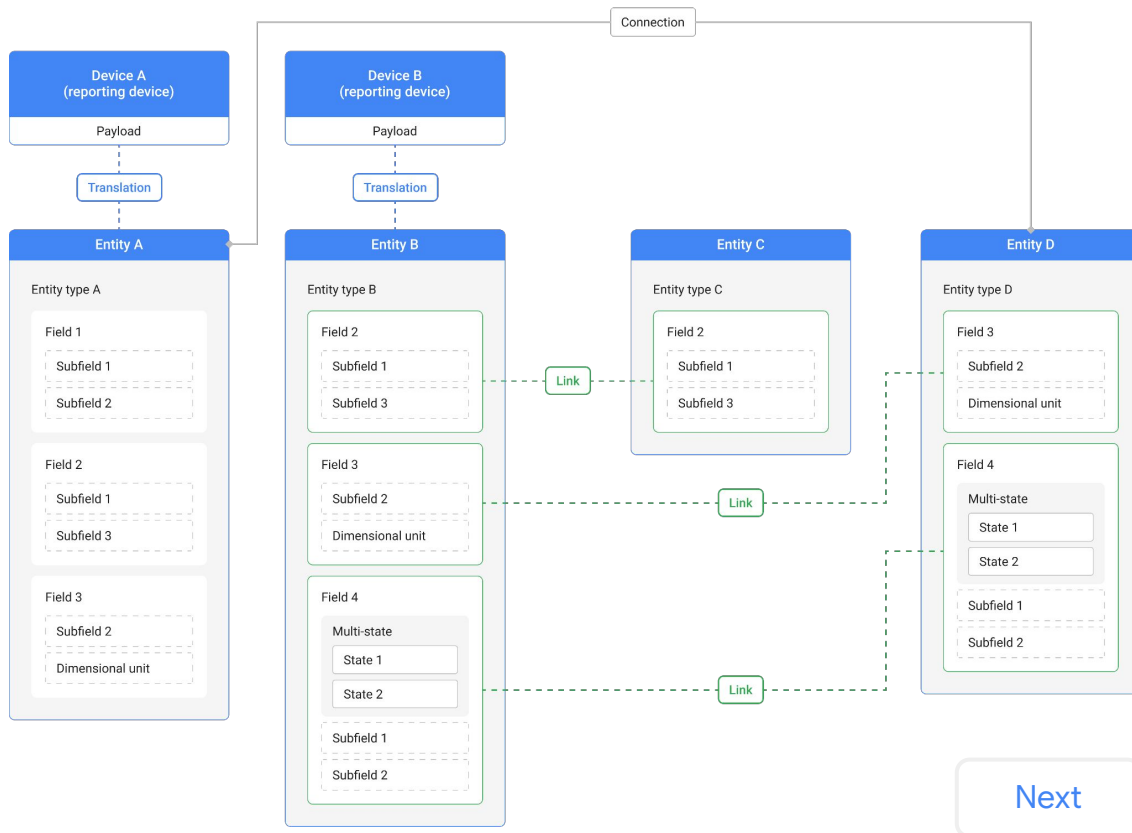 Connection
Device A
(reporting device)
Payload
Translation
Device B
(reporting device)
Payload
Translation
Entity A
Entity type A
Field 1
Subfield 1
Subfield 2
Field 2
Subfield 1
Subfield 3
Field 3
Subfield 2
Dimensional unit
Entity B
Entity type B
Field 2
Subfield 1
Subfield 3
Field 3
Subfield 2
Dimensional unit
Field 4
Multi-state
State 1
State 2
Subfield 1
Subfield 2
Link
Link
Link
Entity C
Entity type C
Field 2
Subfield 1
Subfield 3
Entity D
Entity type D
Field 3
Subfield 2
Dimensional unit
Field 4
Multi-state
State 1
State 2
Subfield 1
Subfield 2
Next